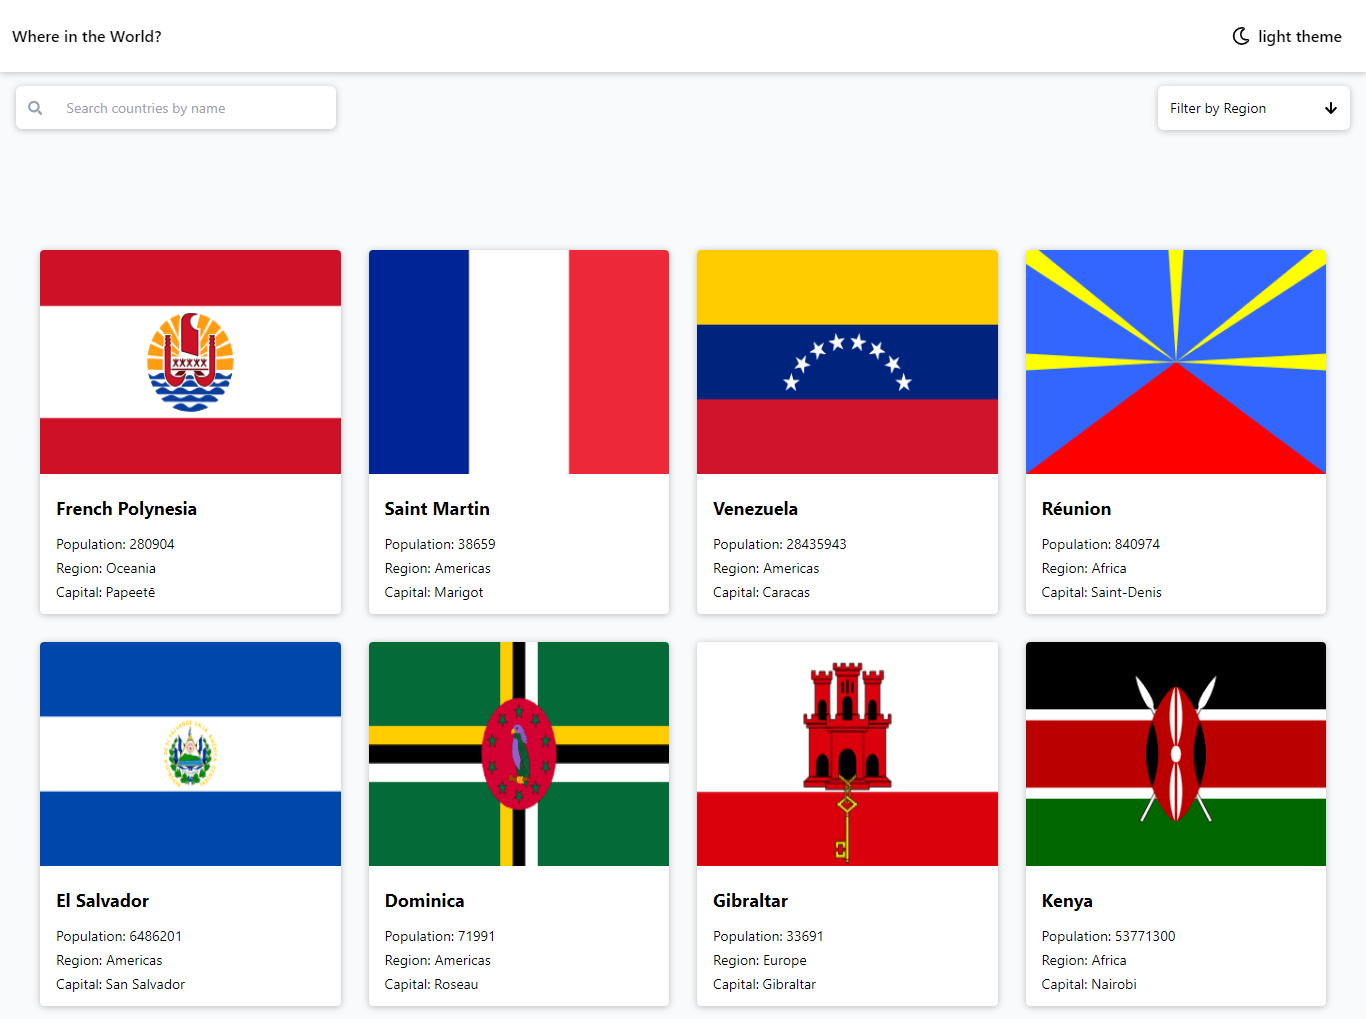 Where in the World?
light theme
Search countries by name
Filter by Region
French Polynesia
Population: 280904
Region: Oceania
Capital: Papeetē
Saint Martin
Population: 38659
Region: Americas
Capital: Marigot
Venezuela
Population: 28435943
Region: Americas
Capital: Caracas
Réunion
Population: 840974
Region: Africa
Capital: Saint-Denis
El Salvador
Population: 6486201
Region: Americas
Capital: San Salvador
Dominica
Population: 71991
Region: Americas
Capital: Roseau
Gibraltar
Population: 33691
Region: Europe
Capital: Gibraltar
Kenya
Population: 53771300
Region: Africa
Capital: Nairobi